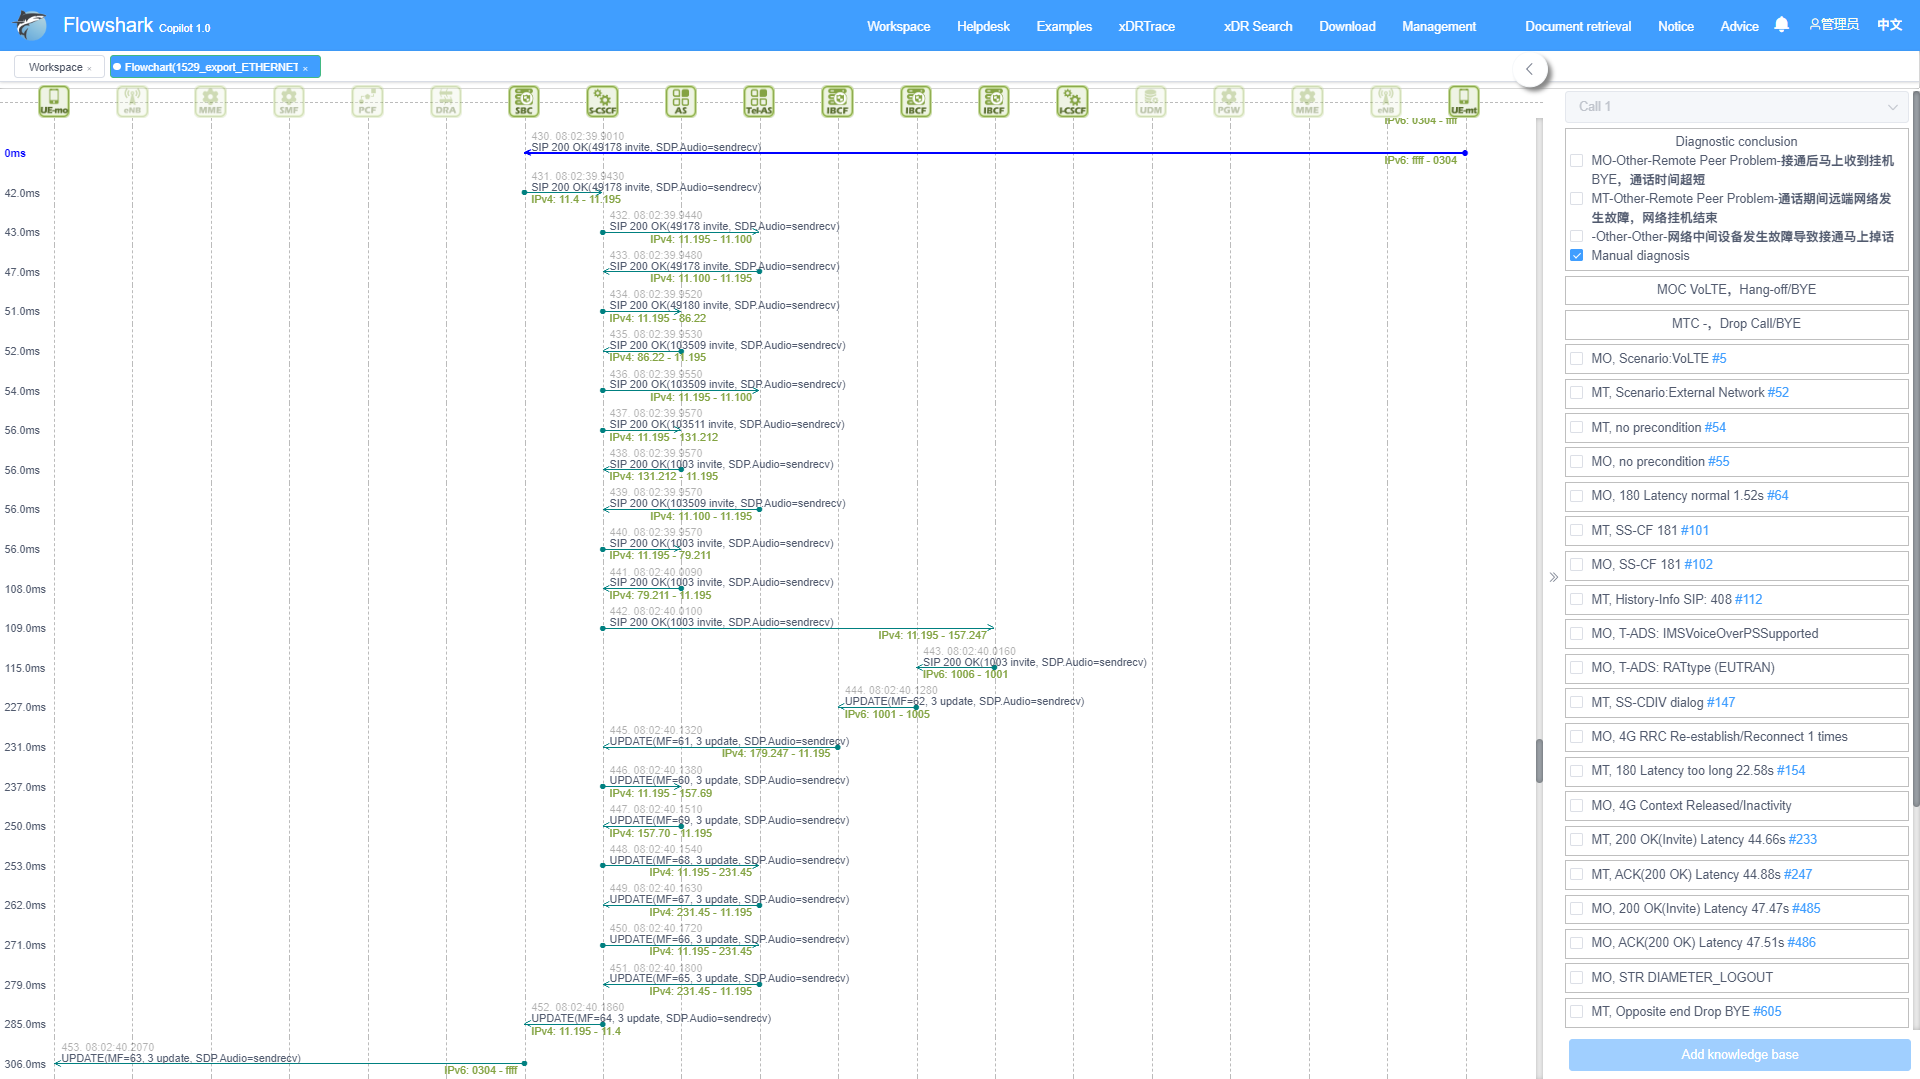 Flowshark Copilot 1.0
Workspace Helpdesk Examples xDRTrace xDR Search Download Management Document retrieval Notice Advice 管理员 中文
Workspace × Flowchart(1529_export_ETHERNET ×
UE-mo eNB MME SMF PCF DRA SBC S-CSCF AS Tel-AS IBCF IBCF IBCF I-CSCF UDM PGW MME eNB UE-mt
IPv6: 0304 - ffff
430. 08:02:39.9010
SIP 200 OK(49178 invite, SDP.Audio=sendrecv)
0ms
IPv6: ffff - 0304
431. 08:02:39.9430
SIP 200 OK(49178 invite, SDP.Audio=sendrecv)
42.0ms
IPv4: 11.4 - 11.195
432. 08:02:39.9440
SIP 200 OK(49178 invite, SDP.Audio=sendrecv)
43.0ms
IPv4: 11.195 - 11.100
433. 08:02:39.9480
SIP 200 OK(49178 invite, SDP.Audio=sendrecv)
47.0ms
IPv4: 11.100 - 11.195
434. 08:02:39.9520
SIP 200 OK(49180 invite, SDP.Audio=sendrecv)
51.0ms
IPv4: 11.195 - 86.22
435. 08:02:39.9530
SIP 200 OK(103509 invite, SDP.Audio=sendrecv)
52.0ms
IPv4: 86.22 - 11.195
436. 08:02:39.9550
SIP 200 OK(103509 invite, SDP.Audio=sendrecv)
54.0ms
IPv4: 11.195 - 11.100
437. 08:02:39.9570
SIP 200 OK(103511 invite, SDP.Audio=sendrecv)
56.0ms
IPv4: 11.195 - 131.212
438. 08:02:39.9570
SIP 200 OK(1003 invite, SDP.Audio=sendrecv)
56.0ms
IPv4: 131.212 - 11.195
439. 08:02:39.9570
SIP 200 OK(103509 invite, SDP.Audio=sendrecv)
56.0ms
IPv4: 11.100 - 11.195
440. 08:02:39.9570
SIP 200 OK(1003 invite, SDP.Audio=sendrecv)
56.0ms
IPv4: 11.195 - 79.211
441. 08:02:40.0090
SIP 200 OK(1003 invite, SDP.Audio=sendrecv)
108.0ms
IPv4: 79.211 - 11.195
442. 08:02:40.0100
SIP 200 OK(1003 invite, SDP.Audio=sendrecv)
109.0ms
IPv4: 11.195 - 157.247
443. 08:02:40.0160
SIP 200 OK(1003 invite, SDP.Audio=sendrecv)
115.0ms
IPv6: 1006 - 1001
444. 08:02:40.1280
UPDATE(MF=62, 3 update, SDP.Audio=sendrecv)
227.0ms
IPv6: 1001 - 1005
445. 08:02:40.1320
UPDATE(MF=61, 3 update, SDP.Audio=sendrecv)
231.0ms
IPv4: 179.247 - 11.195
446. 08:02:40.1380
UPDATE(MF=60, 3 update, SDP.Audio=sendrecv)
237.0ms
IPv4: 11.195 - 157.69
447. 08:02:40.1510
UPDATE(MF=69, 3 update, SDP.Audio=sendrecv)
250.0ms
IPv4: 157.70 - 11.195
448. 08:02:40.1540
UPDATE(MF=68, 3 update, SDP.Audio=sendrecv)
253.0ms
IPv4: 11.195 - 231.45
449. 08:02:40.1630
UPDATE(MF=67, 3 update, SDP.Audio=sendrecv)
262.0ms
IPv4: 231.45 - 11.195
450. 08:02:40.1720
UPDATE(MF=66, 3 update, SDP.Audio=sendrecv)
271.0ms
IPv4: 11.195 - 231.45
451. 08:02:40.1800
UPDATE(MF=65, 3 update, SDP.Audio=sendrecv)
279.0ms
IPv4: 231.45 - 11.195
452. 08:02:40.1860
UPDATE(MF=64, 3 update, SDP.Audio=sendrecv)
285.0ms
IPv4: 11.195 - 11.4
453. 08:02:40.2070
UPDATE(MF=63, 3 update, SDP.Audio=sendrecv)
306.0ms
IPv6: 0304 - ffff
Call 1
Diagnostic conclusion
MO-Other-Remote Peer Problem-接通后马上收到挂机
BYE，通话时间超短
MT-Other-Remote Peer Problem-通话期间远端网络发
生故障，网络挂机结束
-Other-Other-网络中间设备发生故障导致接通马上掉话
Manual diagnosis
MOC VoLTE，Hang-off/BYE
MTC -，Drop Call/BYE
MO, Scenario:VoLTE #5
MT, Scenario:External Network #52
MT, no precondition #54
MO, no precondition #55
MO, 180 Latency normal 1.52s #64
MT, SS-CF 181 #101
MO, SS-CF 181 #102
MT, History-Info SIP: 408 #112
MO, T-ADS: IMSVoiceOverPSSupported
MO, T-ADS: RATtype (EUTRAN)
MT, SS-CDIV dialog #147
MO, 4G RRC Re-establish/Reconnect 1 times
MT, 180 Latency too long 22.58s #154
MO, 4G Context Released/Inactivity
MT, 200 OK(Invite) Latency 44.66s #233
MT, ACK(200 OK) Latency 44.88s #247
MO, 200 OK(Invite) Latency 47.47s #485
MO, ACK(200 OK) Latency 47.51s #486
MO, STR DIAMETER_LOGOUT
MT, Opposite end Drop BYE #605
Add knowledge base